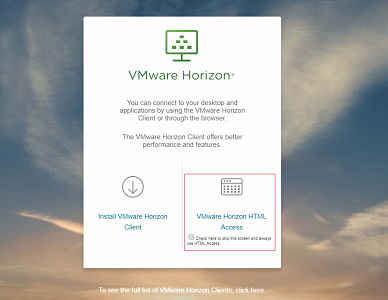 VMware Horizon®
You can connect to your desktop and
applications by using the VMware Horizon
Client or through the browser.
The VMware Horizon Client offers better
performance and features.
Install VMware Horizon
Client
VMware Horizon HTML
Access
Check here to skip this screen and always
use HTML Access.
To see the full list of VMware Horizon Clients, click here.